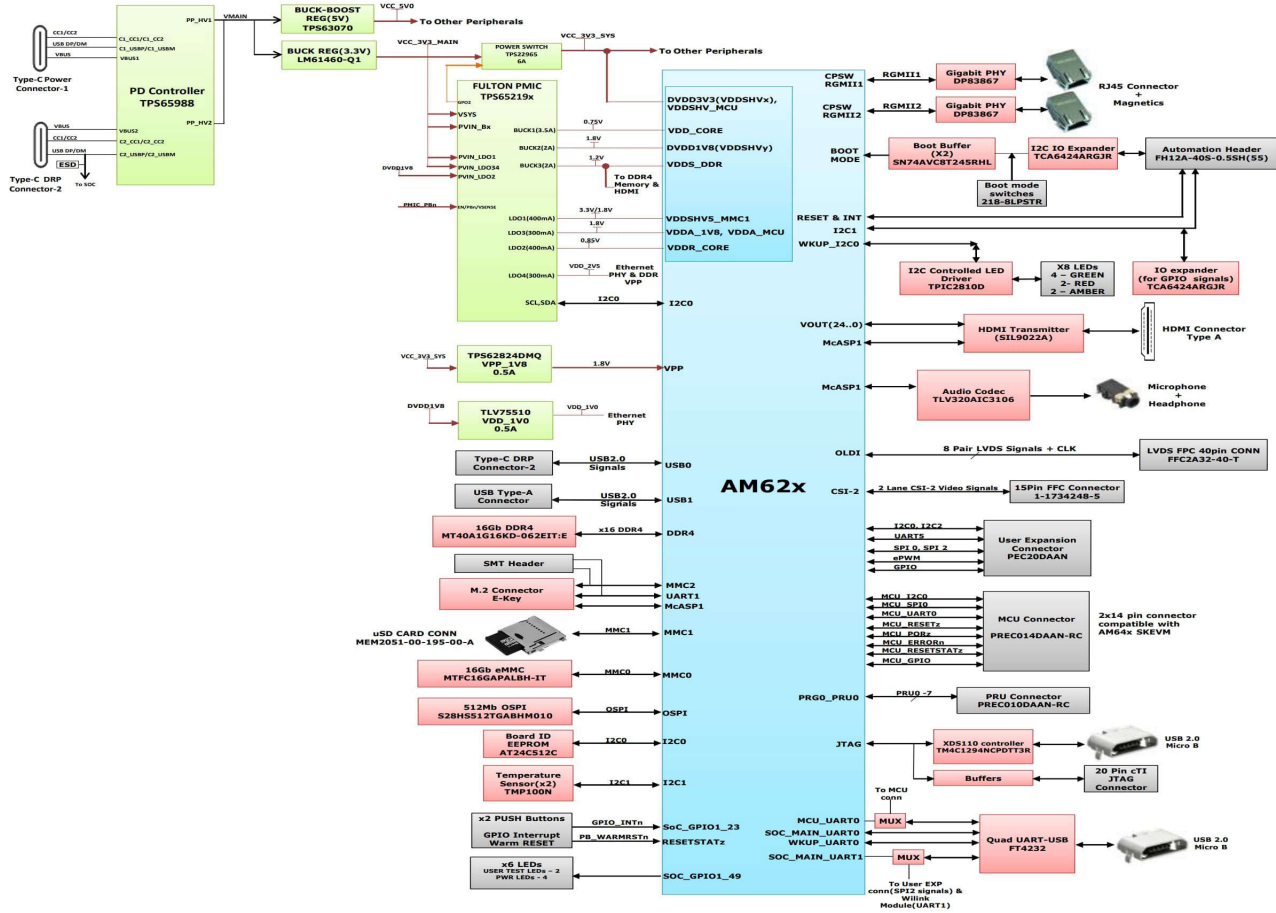 BUCK-BOOST
REG(5V)
TPS63070
VCC_5V0
To Other Peripherals
PP_HV1
VMAIN
CC1/CC2
C1_CC1/C1_CC2
USB DP/DM
C1_USBP/C1_USBM
VBUS
VBUS1
Type-C Power
Connector-1
PD Controller
TPS65988
PP_HV2
VBUS
VBUS2
CC1/CC2
C2_CC1/C2_CC2
USB DP/DM
C2_USBP/C2_USBM
ESD
To SOC
Type-C DRP
Connector-2
BUCK REG(3.3V)
LM61460-Q1
VCC_3V3_MAIN
POWER SWITCH
TPS22965
6A
VCC_3V3_SYS
To Other Peripherals
FULTON PMIC
TPS65219x
GPO2
VSYS
PVIN_Bx
PVIN_LDO1
PVIN_LDO34
DVDD1V8
PVIN_LDO2
PMIC_PBn
EN/PBn/VSENSE
BUCK1(3.5A)
0.75V
BUCK2(2A)
1.8V
BUCK3(2A)
1.2V
To DDR4
Memory &
HDMI
LDO1(400mA)
3.3V/1.8V
LDO3(300mA)
1.8V
LDO2(400mA)
0.85V
LDO4(300mA)
VDD_2V5
Ethernet
PHY & DDR
VPP
SCL,SDA
I2C0
I2C0
DVDD3V3(VDDSHVx),
VDDSHV_MCU
VDD_CORE
DVDD1V8(VDDSHVy)
VDDS_DDR
VDDSHV5_MMC1
VDDA_1V8, VDDA_MCU
VDDR_CORE
VCC_3V3_SYS
TPS62824DMQ
VPP_1V8
0.5A
1.8V
VPP
DVDD1V8
TLV75510
VDD_1V0
0.5A
VDD_1V0
Ethernet
PHY
Type-C DRP
Connector-2
USB2.0
Signals
USB0
USB Type-A
Connector
USB2.0
Signals
USB1
16Gb DDR4
MT40A1G16KD-062EIT:E
x16 DDR4
DDR4
SMT Header
M.2 Connector
E-Key
MMC2
UART1
McASP1
uSD CARD CONN
MEM2051-00-195-00-A
MMC1
MMC1
16Gb eMMC
MTFC16GAPALBH-IT
MMC0
MMC0
512Mb OSPI
S28HS512TGABHM010
OSPI
OSPI
Board ID
EEPROM
AT24C512C
I2C0
I2C0
Temperature
Sensor(x2)
TMP100N
I2C1
I2C1
x2 PUSH Buttons
GPIO Interrupt
Warm RESET
GPIO_INTn
SoC_GPIO1_23
PB_WARMRSTn
RESETSTATz
x6 LEDs
USER TEST LEDs – 2
PWR LEDs - 4
SOC_GPIO1_49
AM62x
CPSW
RGMII1
RGMII1
Gigabit PHY
DP83867
CPSW
RGMII2
RGMII2
Gigabit PHY
DP83867
RJ45 Connector
+
Magnetics
BOOT
MODE
Boot Buffer
(X2)
SN74AVC8T245RHL
I2C IO Expander
TCA6424ARGJR
Automation Header
FH12A-40S-0.5SH(55)
Boot mode
switches
218-8LPSTR
RESET & INT
I2C1
WKUP_I2C0
I2C Controlled LED
Driver
TPIC2810D
X8 LEDs
4 – GREEN
2- RED
2 – AMBER
IO expander
(for GPIO signals)
TCA6424ARGJR
VOUT(24..0)
McASP1
HDMI Transmitter
(SIL9022A)
HDMI Connector
Type A
McASP1
Audio Codec
TLV320AIC3106
Microphone
+
Headphone
OLDI
8 Pair LVDS Signals + CLK
LVDS FPC 40pin CONN
FFC2A32-40-T
CSI-2
2 Lane CSI-2 Video Signals
15Pin FFC Connector
1-1734248-5
I2C0, I2C2
UART5
SPI 0, SPI 2
ePWM
GPIO
User Expansion
Connector
PEC20DAAN
MCU_I2C0
MCU_SPI0
MCU_UART0
MCU_RESETz
MCU_PORz
MCU_ERRORn
MCU_RESETSTATz
MCU_GPIO
MCU Connector
PREC014DAAN-RC
2x14 pin connector
compatible with
AM64x SKEVM
PRG0_PRU0
PRU0 -7
PRU Connector
PREC010DAAN-RC
JTAG
XDS110 controller
TM4C1294NCPDTT3R
USB 2.0
Micro B
Buffers
20 Pin cTI
JTAG
Connector
To MCU
conn
MCU_UART0
MUX
SOC_MAIN_UART0
WKUP_UART0
SOC_MAIN_UART1
MUX
Quad UART-USB
FT4232
USB 2.0
Micro B
To User EXP
conn(SPI2 signals) &
Wilink
Module(UART1)